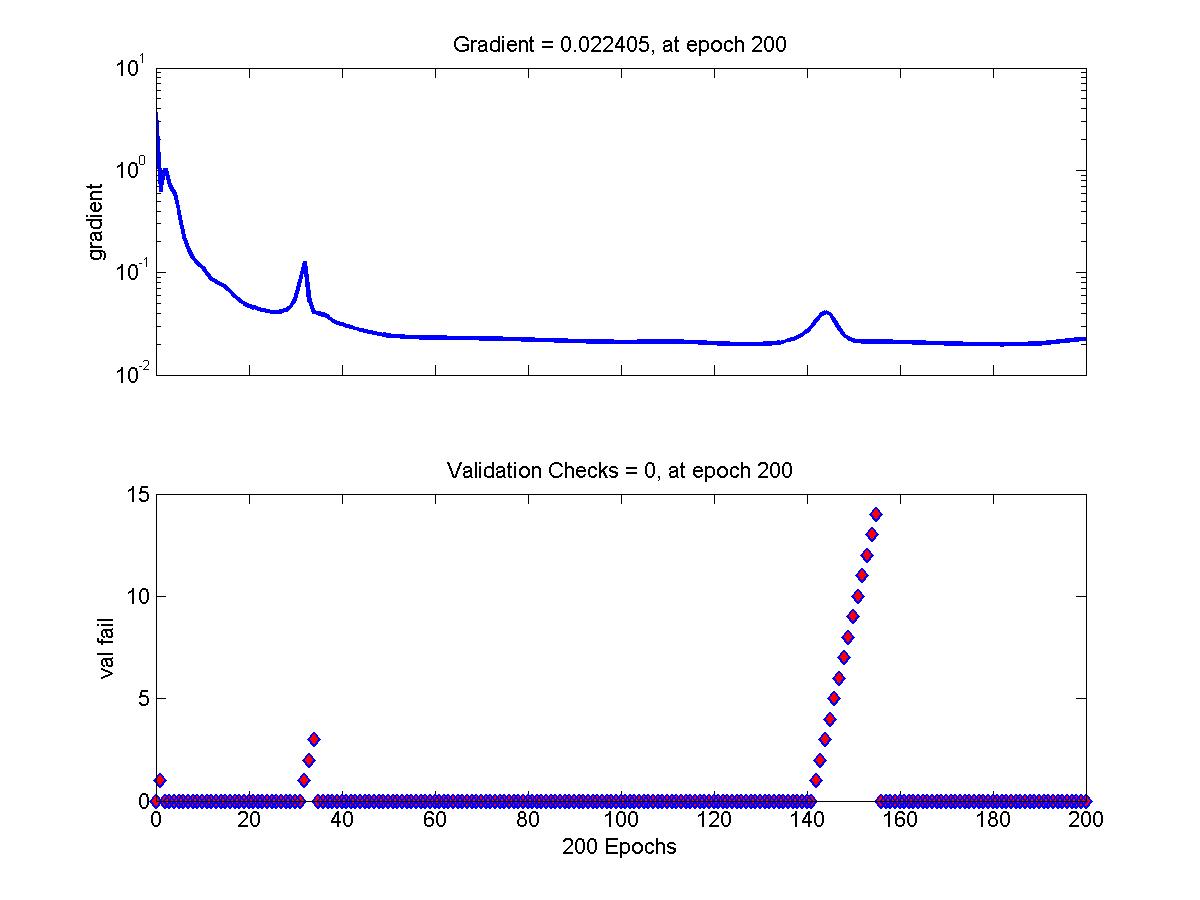 Gradient = 0.022405, at epoch 200
10^1
10^0
10^-1
10^-2
gradient
Validation Checks = 0, at epoch 200
15
10
5
0
val fail
0 20 40 60 80 100 120 140 160 180 200
200 Epochs